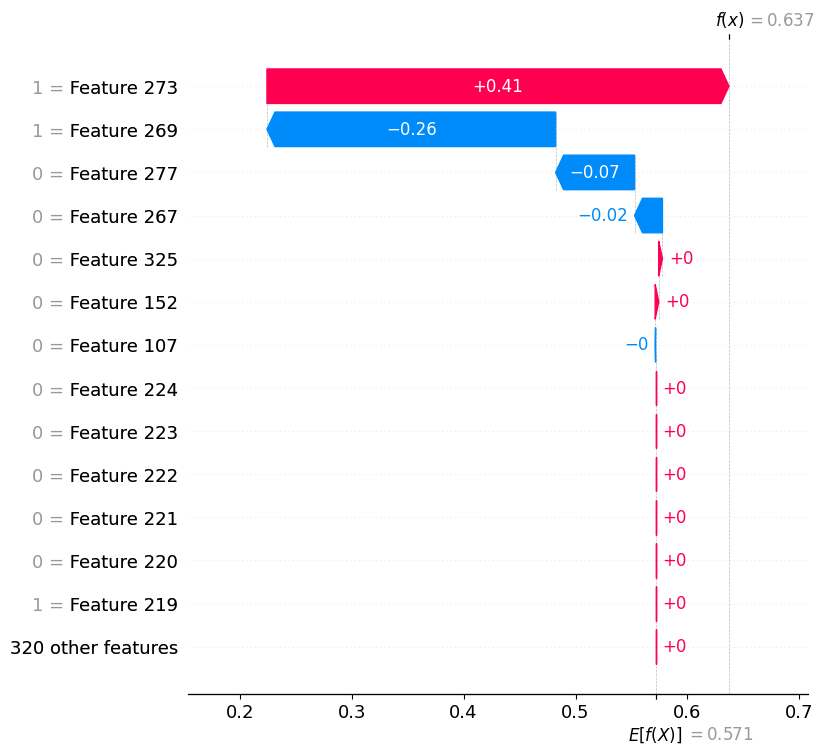 f(x) = 0.637
1 = Feature 273 +0.41
1 = Feature 269 −0.26
0 = Feature 277 −0.07
0 = Feature 267 −0.02
0 = Feature 325 +0
0 = Feature 152 +0
0 = Feature 107 −0
0 = Feature 224 +0
0 = Feature 223 +0
0 = Feature 222 +0
0 = Feature 221 +0
0 = Feature 220 +0
1 = Feature 219 +0
320 other features +0
0.2 0.3 0.4 0.5 0.6 0.7
E[f(X)] = 0.571